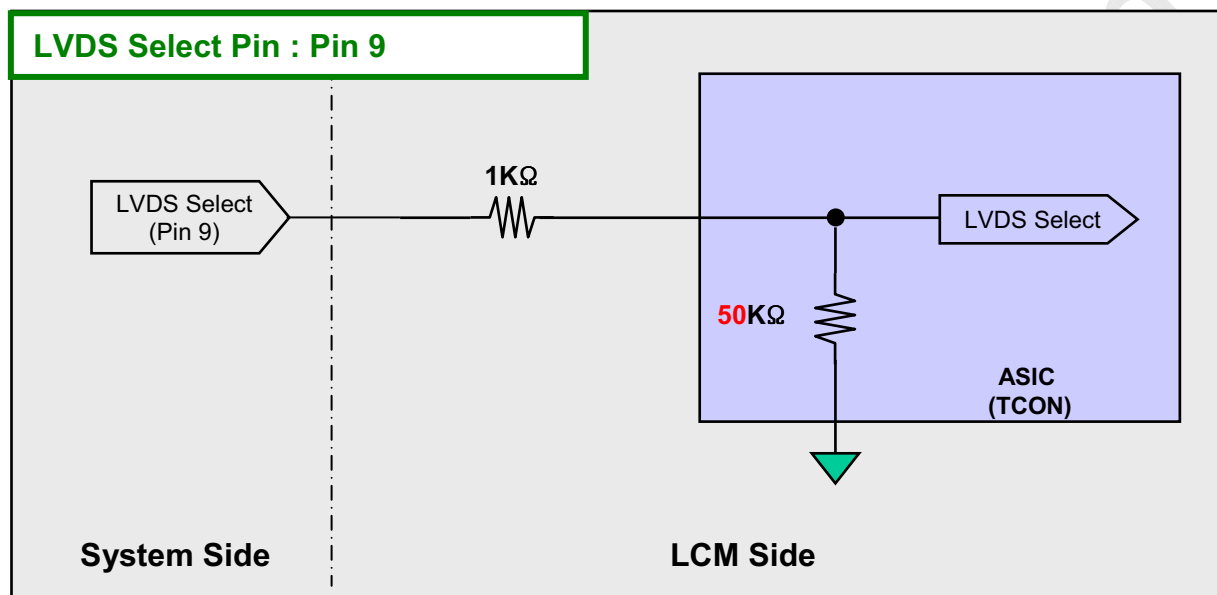 LVDS Select Pin : Pin 9
LVDS Select
(Pin 9)
1KΩ
LVDS Select
50KΩ
ASIC
(TCON)
System Side
LCM Side